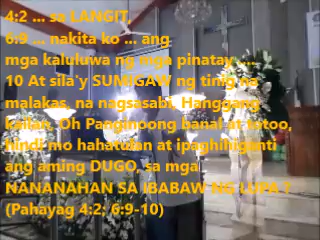 4:2 ... sa LANGIT,
6:9 ... nakita ko ... ang
mga kaluluwa ng mga pinatay ....
10 At sila'y SUMIGAW ng tinig na
malakas, na nagsasabi, Hanggang
kailan, Oh Panginoong banal at totoo,
hindi mo hahatulan at ipaghihiganti
ang aming DUGO, sa mga
NANANAHAN SA IBABAW NG LUPA ?
(Pahayag 4:2; 6:9-10)